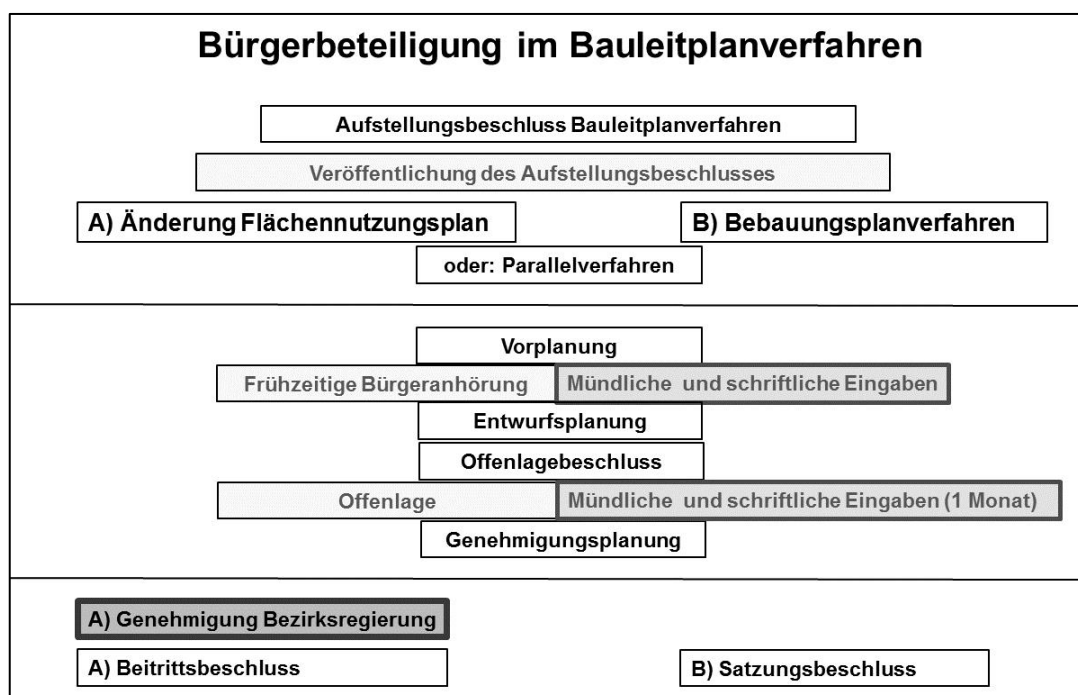 Bürgerbeteiligung im Bauleitplanverfahren
Aufstellungsbeschluss Bauleitplanverfahren
Veröffentlichung des Aufstellungsbeschlusses
A) Änderung Flächennutzungsplan
B) Bebauungsplanverfahren
oder: Parallelverfahren
Vorplanung
Frühzeitige Bürgeranhörung
Mündliche und schriftliche Eingaben
Entwurfsplanung
Offenlagebeschluss
Offenlage
Mündliche und schriftliche Eingaben (1 Monat)
Genehmigungsplanung
A) Genehmigung Bezirksregierung
A) Beitrittsbeschluss
B) Satzungsbeschluss